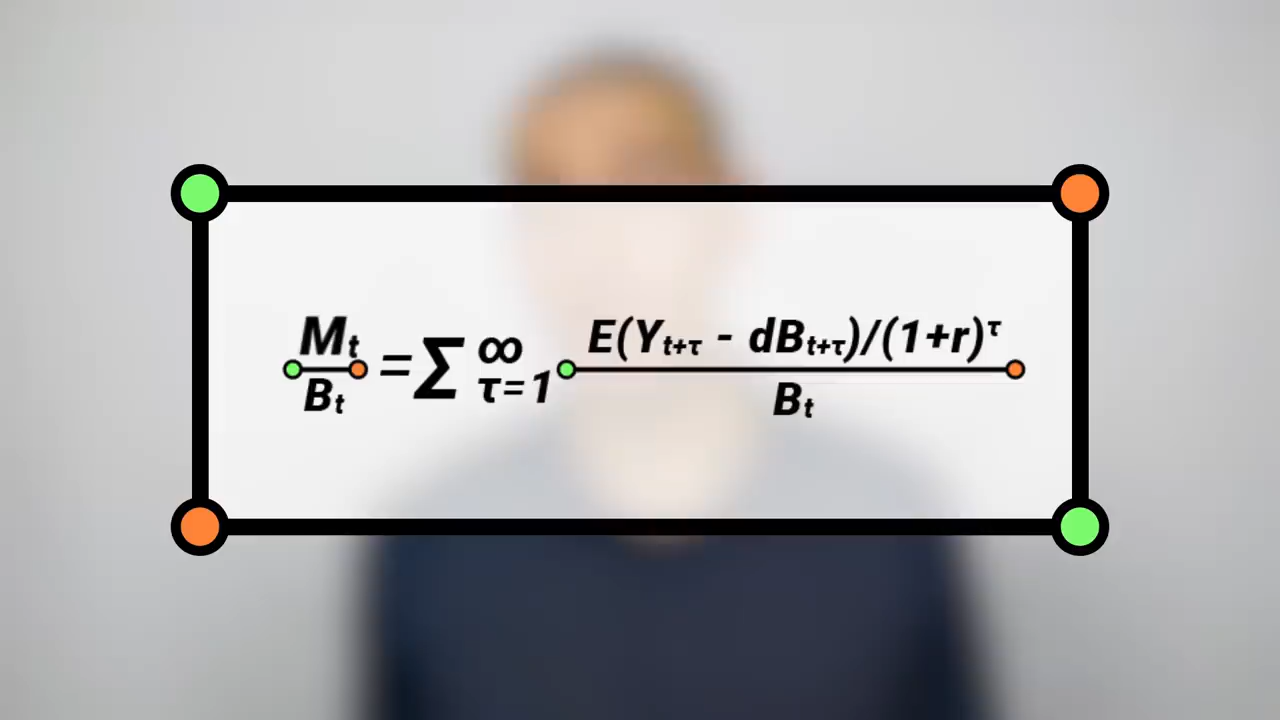 Mt/Bt = Σ ∞ τ=1 E(Yt+τ - dBt+τ)/(1+r)τ / Bt